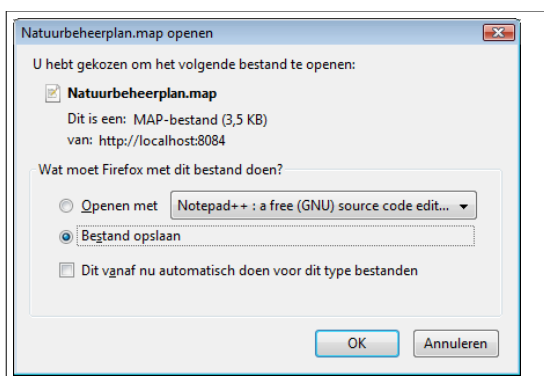 Natuurbeheerplan.map openen
U hebt gekozen om het volgende bestand te openen:
Natuurbeheerplan.map
Dit is een: MAP-bestand (3,5 KB)
van: http://localhost:8084
Wat moet Firefox met dit bestand doen?
Openen met Notepad++ : a free (GNU) source code edit...
Bestand opslaan
Dit vanaf nu automatisch doen voor dit type bestanden
OK Annuleren